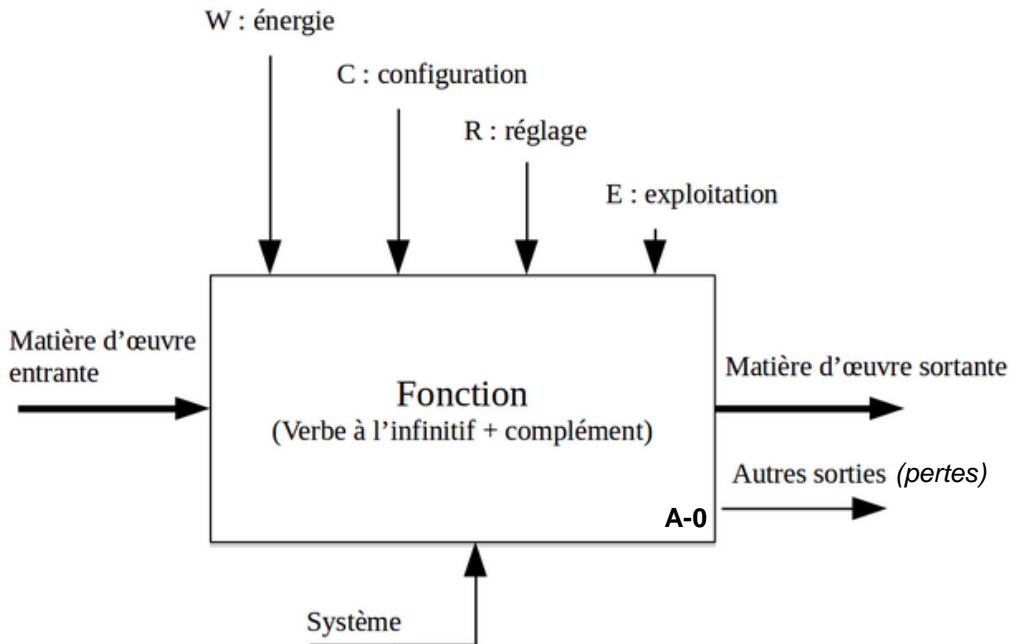 W : énergie
C : configuration
R : réglage
E : exploitation
Matière d’œuvre
entrante
Fonction
(Verbe à l’infinitif + complément)
Matière d’œuvre sortante
Autres sorties (pertes)
A-0
Système